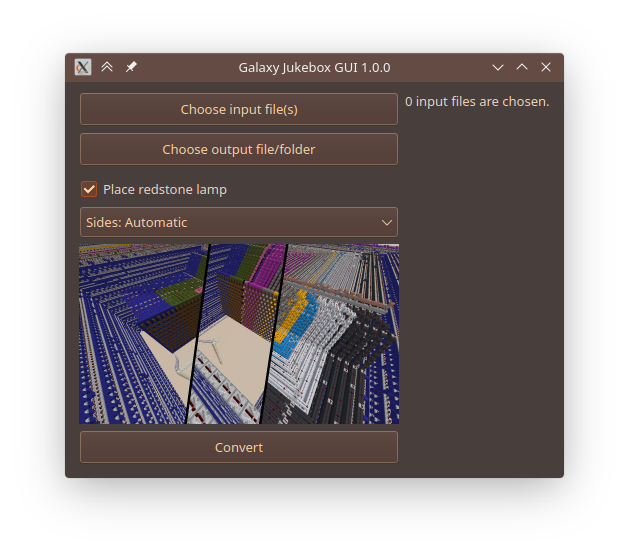 Galaxy Jukebox GUI 1.0.0
Choose input file(s)
0 input files are chosen.
Choose output file/folder
Place redstone lamp
Sides: Automatic
Convert